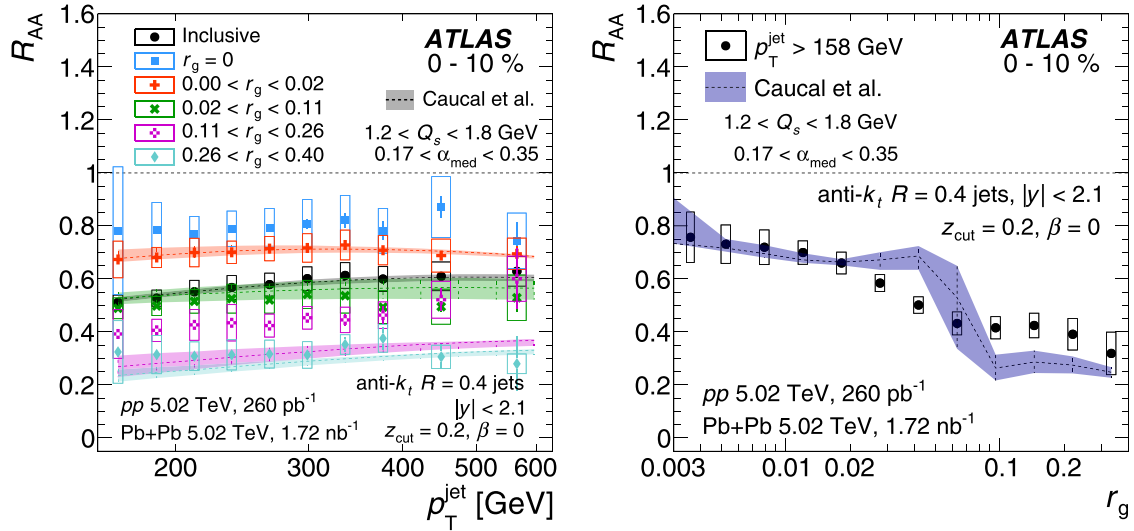 R_AA
1.6
1.4
1.2
1
0.8
0.6
0.4
0.2
0
Inclusive
r_g = 0
0.00 < r_g < 0.02
0.02 < r_g < 0.11
0.11 < r_g < 0.26
0.26 < r_g < 0.40
ATLAS
0 - 10 %
Caucal et al.
1.2 < Q_s < 1.8 GeV
0.17 < α_med < 0.35
anti-k_t R = 0.4 jets
pp 5.02 TeV, 260 pb⁻¹
|y| < 2.1
Pb+Pb 5.02 TeV, 1.72 nb⁻¹
z_cut = 0.2, β = 0
200 300 400 500 600
p_T^jet [GeV]
R_AA
1.6
1.4
1.2
1
0.8
0.6
0.4
0.2
0
p_T^jet > 158 GeV
ATLAS
0 - 10 %
Caucal et al.
1.2 < Q_s < 1.8 GeV
0.17 < α_med < 0.35
anti-k_t R = 0.4 jets, |y| < 2.1
z_cut = 0.2, β = 0
pp 5.02 TeV, 260 pb⁻¹
Pb+Pb 5.02 TeV, 1.72 nb⁻¹
0.003 0.01 0.02 0.1 0.2
r_g